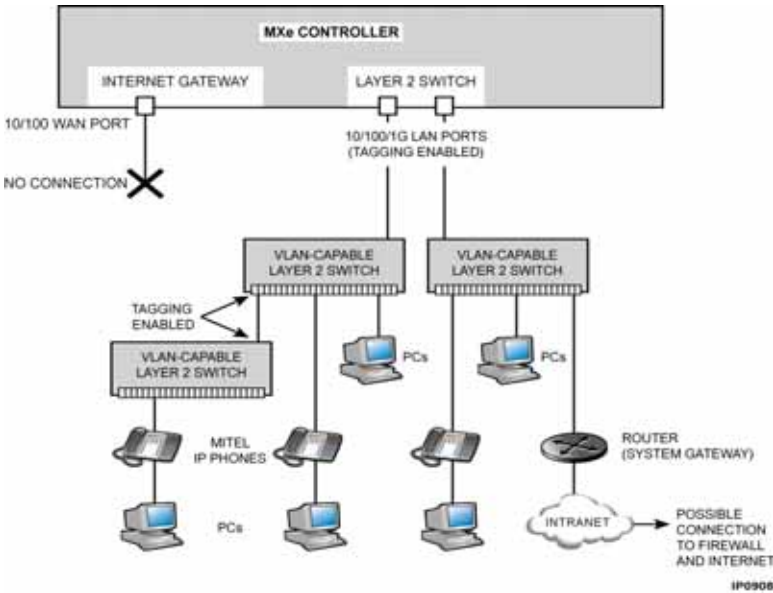 MXe CONTROLLER
INTERNET GATEWAY
LAYER 2 SWITCH
10/100 WAN PORT
10/100/1G LAN PORTS
(TAGGING ENABLED)
NO CONNECTION
VLAN-CAPABLE
LAYER 2 SWITCH
VLAN-CAPABLE
LAYER 2 SWITCH
TAGGING
ENABLED
VLAN-CAPABLE
LAYER 2 SWITCH
PCs
PCs
MITEL
IP PHONES
ROUTER
(SYSTEM GATEWAY)
PCs
INTRANET
POSSIBLE
CONNECTION
TO FIREWALL
AND INTERNET
IP0908